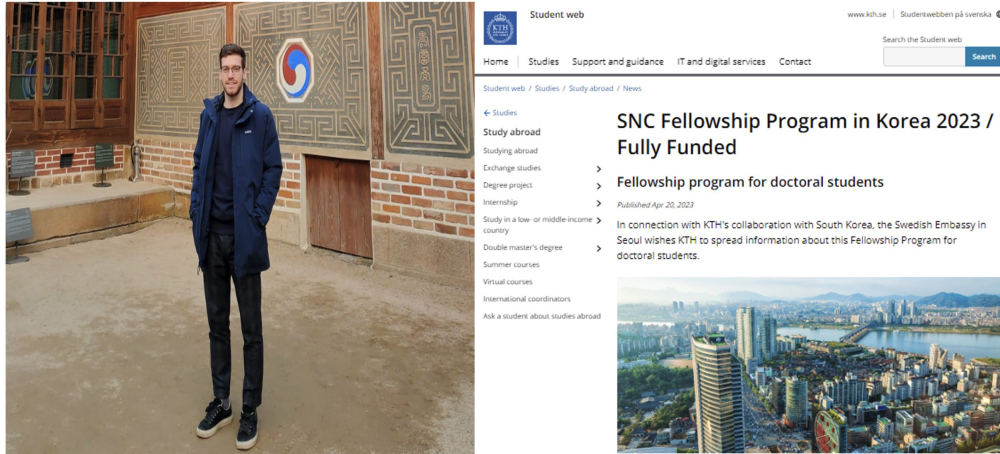 KTH
Student web
www.kth.se
Studentwebben på svenska
Search the Student web
Search
Home
Studies
Support and guidance
IT and digital services
Contact
Student web / Studies / Study abroad / News
← Studies
Study abroad
Studying abroad
Exchange studies
Degree project
Internship
Study in a low- or middle-income
country
Double master's degree
Summer courses
Virtual courses
International coordinators
Ask a student about studies abroad
SNC Fellowship Program in Korea 2023 /
Fully Funded
Fellowship program for doctoral students
Published Apr 20, 2023
In connection with KTH's collaboration with South Korea, the Swedish Embassy in
Seoul wishes KTH to spread information about this Fellowship Program for
doctoral students.